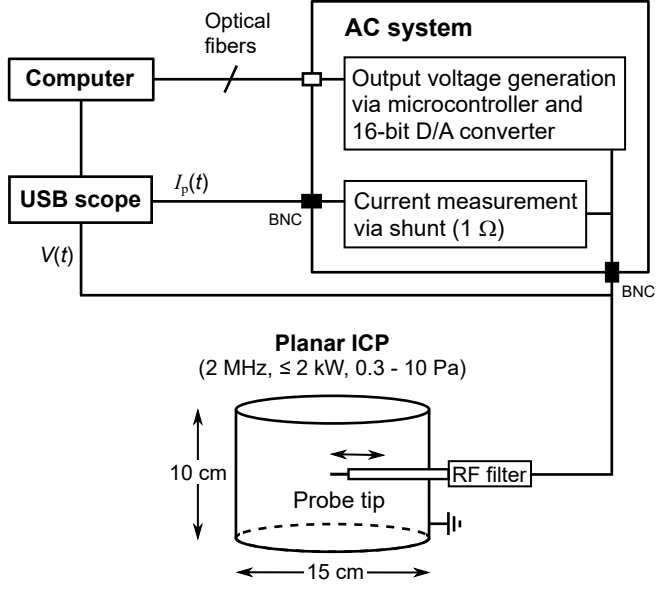 Optical
fibers
AC system
Computer
Output voltage generation
via microcontroller and
16-bit D/A converter
USB scope
Iₚ(t)
BNC
Current measurement
via shunt (1 Ω)
V(t)
BNC
Planar ICP
(2 MHz, ≤ 2 kW, 0.3 - 10 Pa)
10 cm
RF filter
Probe tip
15 cm